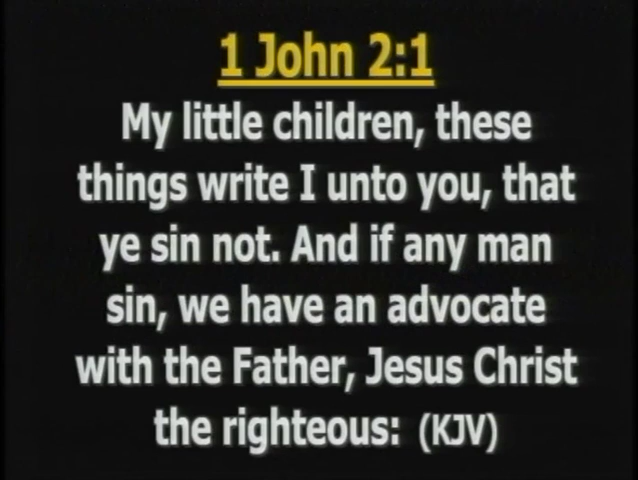 1 John 2:1
My little children, these
things write I unto you, that
ye sin not. And if any man
sin, we have an advocate
with the Father, Jesus Christ
the righteous: (KJV)